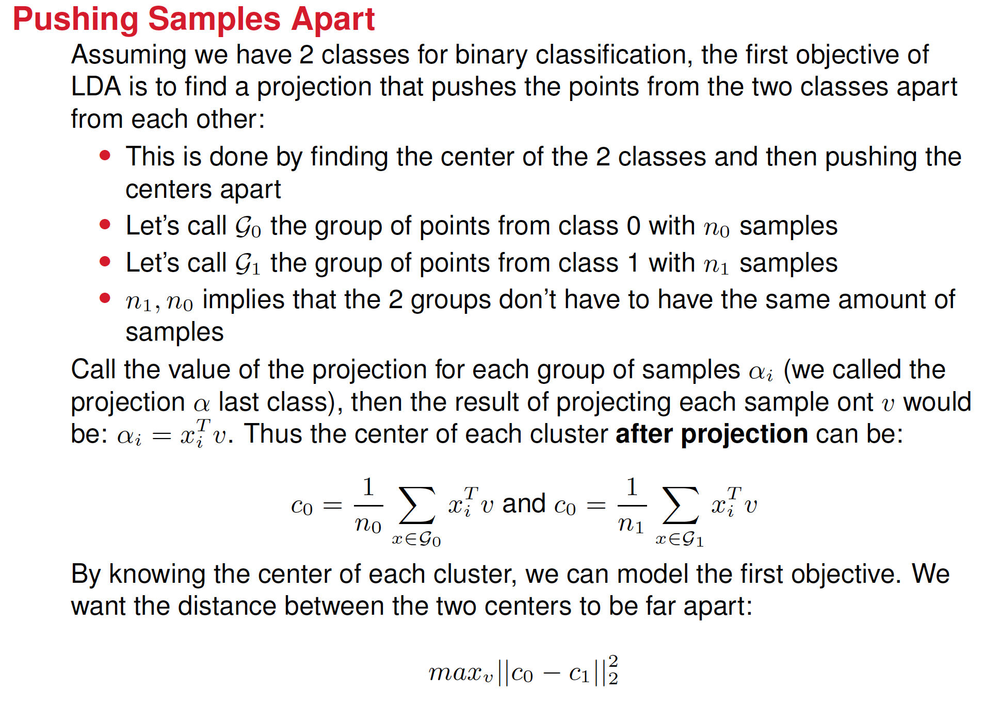 Pushing Samples Apart
Assuming we have 2 classes for binary classification, the first objective of
LDA is to find a projection that pushes the points from the two classes apart
from each other:
• This is done by finding the center of the 2 classes and then pushing the
centers apart
• Let's call $\mathcal{G}_0$ the group of points from class 0 with $n_0$ samples
• Let's call $\mathcal{G}_1$ the group of points from class 1 with $n_1$ samples
• $n_1, n_0$ implies that the 2 groups don't have to have the same amount of
samples
Call the value of the projection for each group of samples $\alpha_i$ (we called the
projection $\alpha$ last class), then the result of projecting each sample ont $v$ would
be: $\alpha_i = x_i^T v$. Thus the center of each cluster after projection can be:
$c_0 = \frac{1}{n_0} \sum_{x \in \mathcal{G}_0} x_i^T v$ and $c_0 = \frac{1}{n_1} \sum_{x \in \mathcal{G}_1} x_i^T v$
By knowing the center of each cluster, we can model the first objective. We
want the distance between the two centers to be far apart:
$max_v ||c_0 - c_1||_2^2$